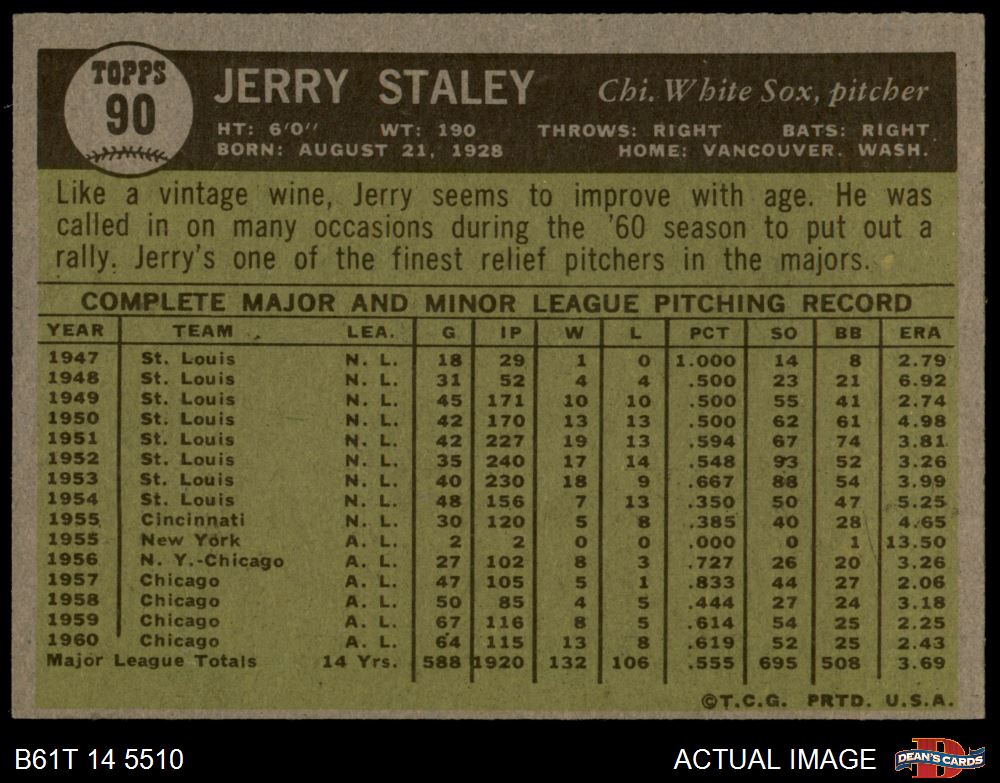 TOPPS
90
JERRY STALEY Chi. White Sox, pitcher
HT: 6'0" WT: 190 THROWS: RIGHT BATS: RIGHT
BORN: AUGUST 21, 1928 HOME: VANCOUVER. WASH.
Like a vintage wine, Jerry seems to improve with age. He was
called in on many occasions during the '60 season to put out a
rally. Jerry's one of the finest relief pitchers in the majors.
COMPLETE MAJOR AND MINOR LEAGUE PITCHING RECORD
YEAR TEAM LEA. G IP W L PCT SO BB ERA
1947 St. Louis N. L. 18 29 1 0 1.000 14 8 2.79
1948 St. Louis N. L. 31 52 4 4 .500 23 21 6.92
1949 St. Louis N. L. 45 171 10 10 .500 55 41 2.74
1950 St. Louis N. L. 42 170 13 13 .500 62 61 4.98
1951 St. Louis N. L. 42 227 19 13 .594 67 74 3.81
1952 St. Louis N. L. 35 240 17 14 .548 93 52 3.26
1953 St. Louis N. L. 40 230 18 9 .667 88 54 3.99
1954 St. Louis N. L. 48 156 7 13 .350 50 47 5.25
1955 Cincinnati N. L. 30 120 5 8 .385 40 28 4.65
1955 New York A. L. 2 2 0 0 .000 0 1 13.50
1956 N. Y.-Chicago A. L. 27 102 8 3 .727 26 20 3.26
1957 Chicago A. L. 47 105 5 1 .833 44 27 2.06
1958 Chicago A. L. 50 85 4 5 .444 27 24 3.18
1959 Chicago A. L. 67 116 8 5 .614 54 25 2.25
1960 Chicago A. L. 64 115 13 8 .619 52 25 2.43
Major League Totals 14 Yrs. 588 1920 132 106 .555 695 508 3.69
©T.C.G. PRTD. U.S.A.
B61T 14 5510 ACTUAL IMAGE DEAN'S CARDS